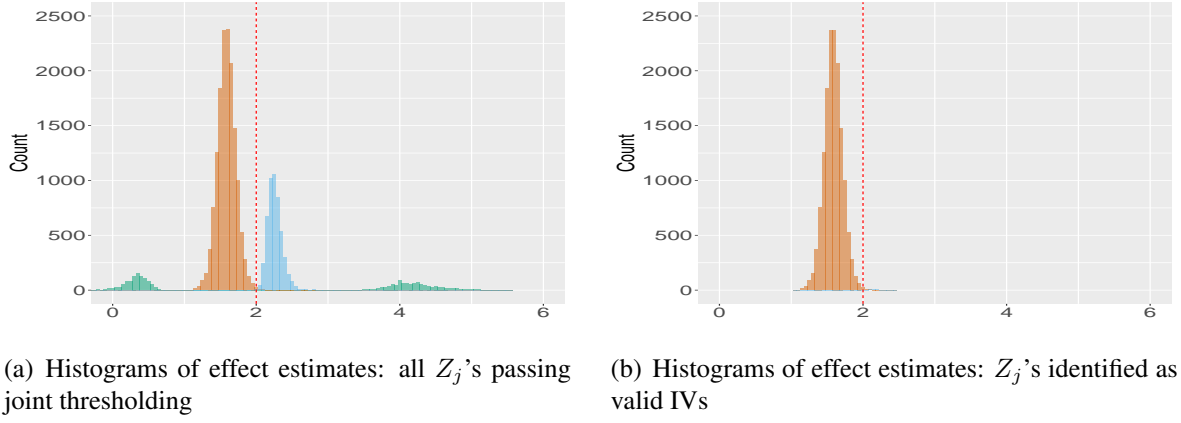 2500
2000
1500
1000
500
0
Count
0 2 4 6
2500
2000
1500
1000
500
0
Count
0 2 4 6
(a) Histograms of effect estimates: all Z_j's passing
joint thresholding
(b) Histograms of effect estimates: Z_j's identified as
valid IVs